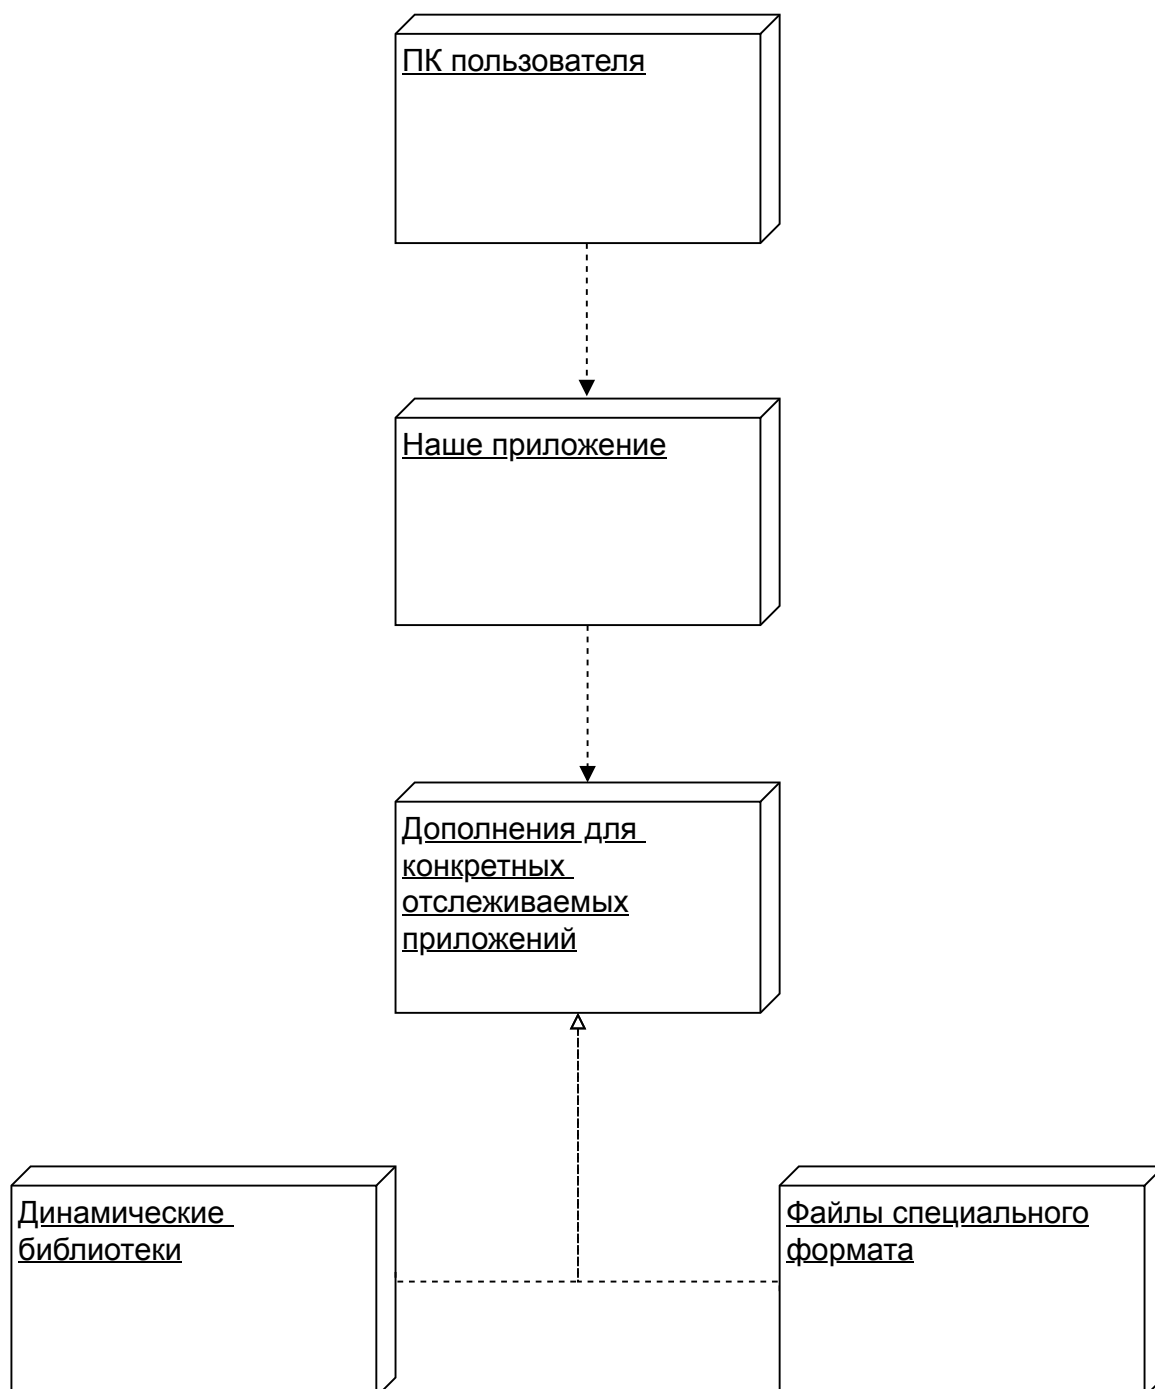 ПК пользователя
Наше приложение
Дополнения для
конкретных
отслеживаемых
приложений
Динамические
библиотеки
Файлы специального
формата